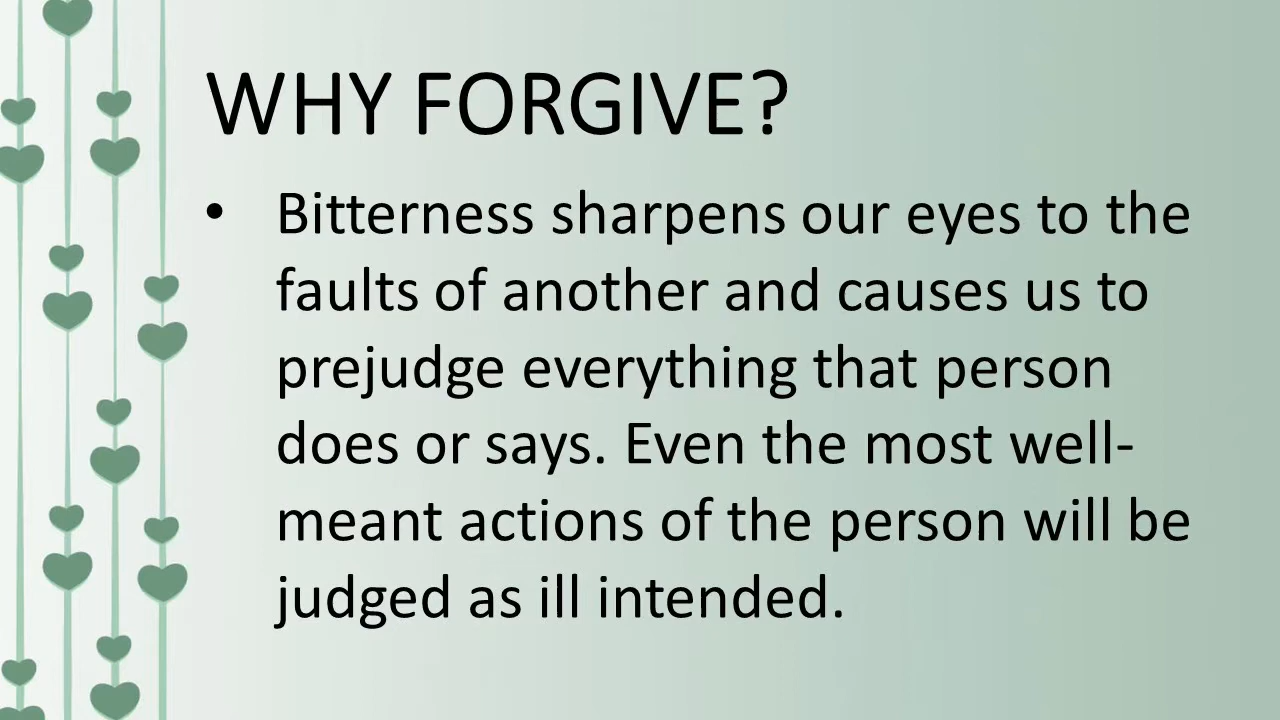 WHY FORGIVE?
• Bitterness sharpens our eyes to the
faults of another and causes us to
prejudge everything that person
does or says. Even the most well-
meant actions of the person will be
judged as ill intended.